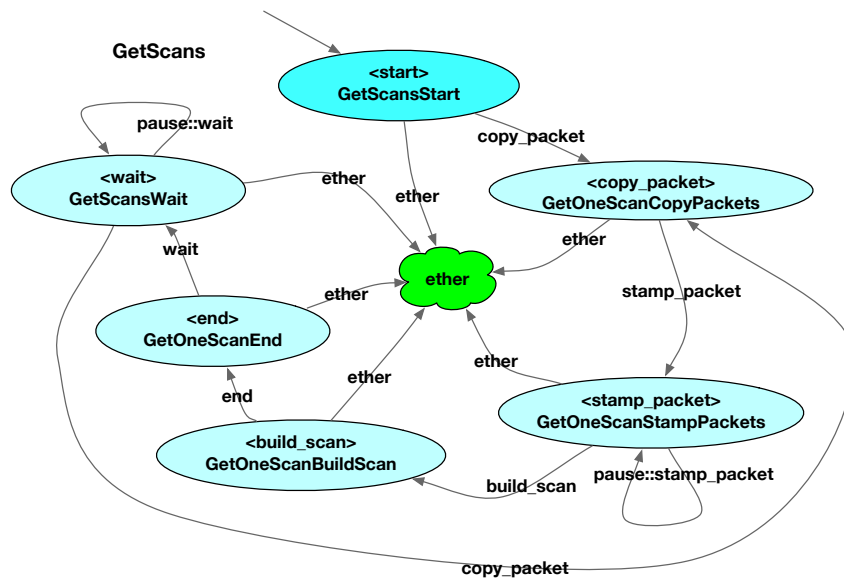 GetScans
<start>
GetScansStart
pause::wait
copy_packet
<wait>
GetScansWait
ether
ether
<copy_packet>
GetOneScanCopyPackets
ether
wait
ether
stamp_packet
ether
<end>
GetOneScanEnd
ether
ether
end
<stamp_packet>
GetOneScanStampPackets
<build_scan>
GetOneScanBuildScan
pause::stamp_packet
build_scan
copy_packet